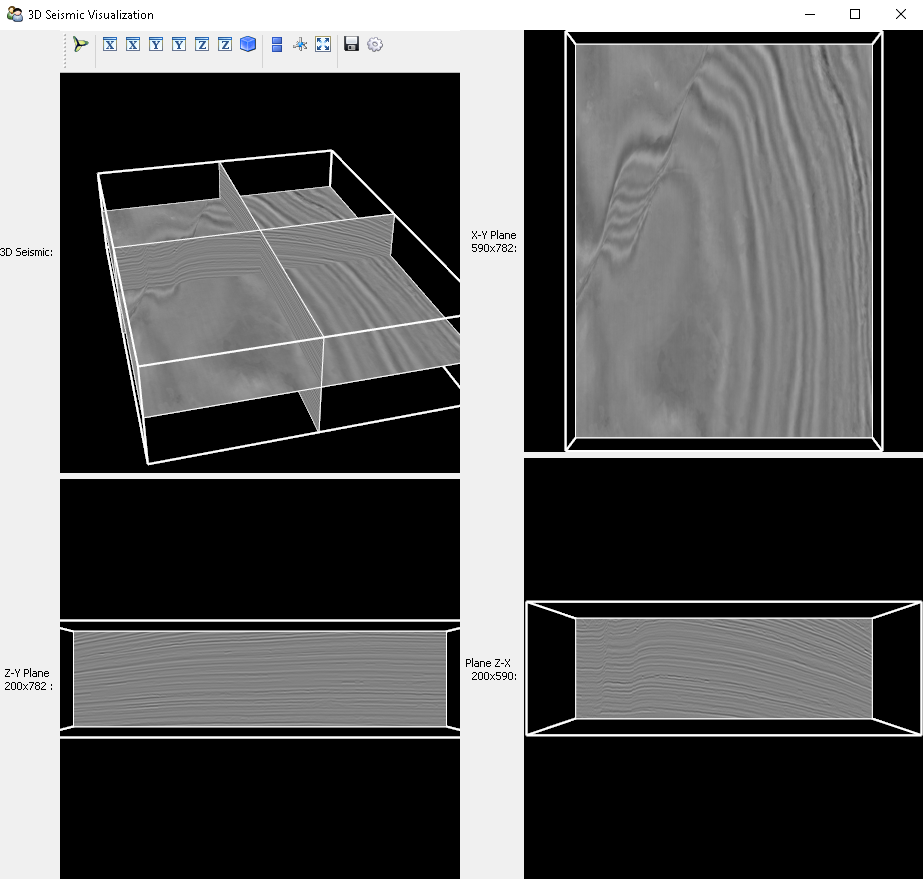 3D Seismic Visualization
X X Y Y Z Z
3D Seismic:
X-Y Plane
590x782:
Z-Y Plane
200x782 :
Plane Z-X
200x590: